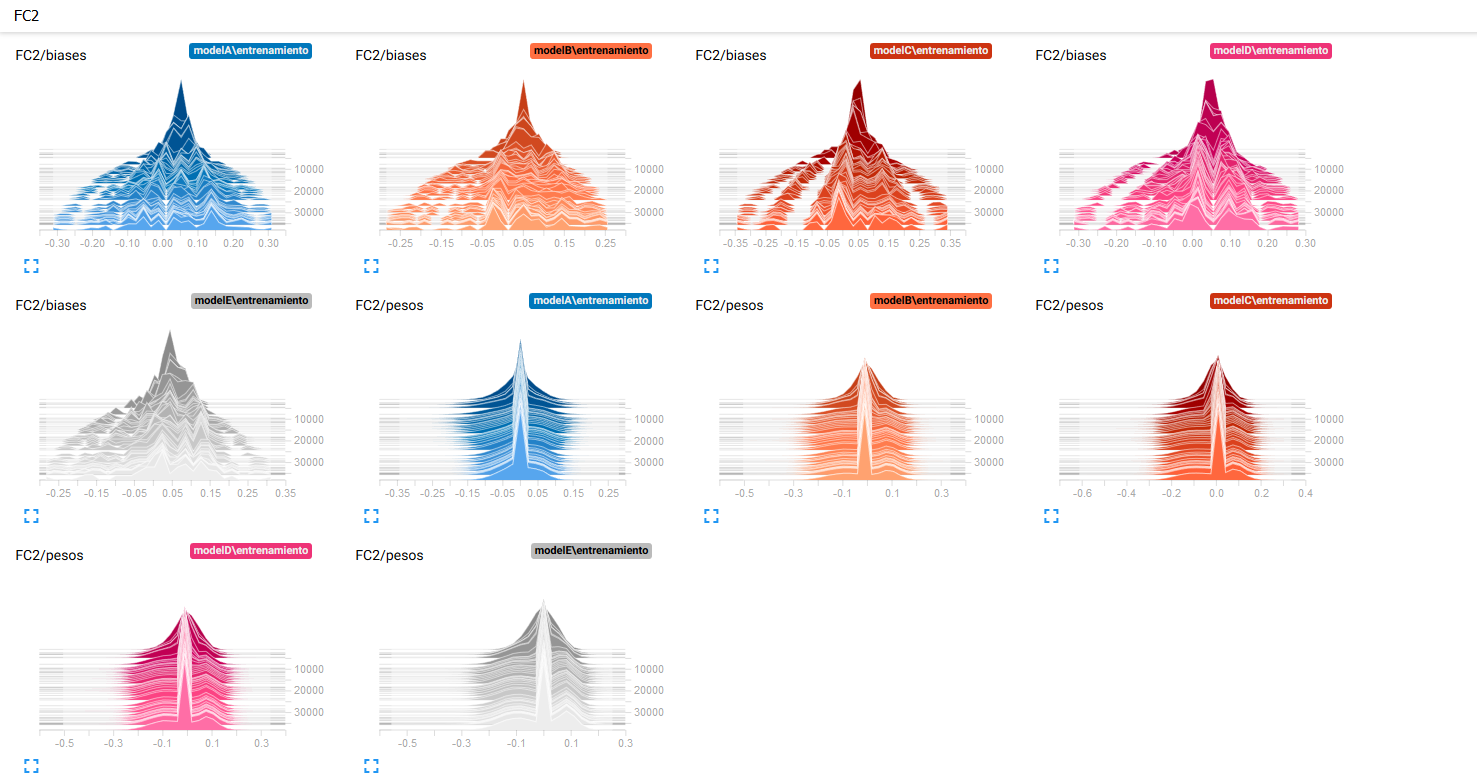 FC2
FC2/biases modelA\entrenamiento
10000
20000
30000
-0.30 -0.20 -0.10 0.00 0.10 0.20 0.30
FC2/biases modelB\entrenamiento
10000
20000
30000
-0.25 -0.15 -0.05 0.05 0.15 0.25
FC2/biases modelC\entrenamiento
10000
20000
30000
-0.35 -0.25 -0.15 -0.05 0.05 0.15 0.25 0.35
FC2/biases modelD\entrenamiento
10000
20000
30000
-0.30 -0.20 -0.10 0.00 0.10 0.20 0.30
FC2/biases modelE\entrenamiento
10000
20000
30000
-0.25 -0.15 -0.05 0.05 0.15 0.25 0.35
FC2/pesos modelA\entrenamiento
10000
20000
30000
-0.35 -0.25 -0.15 -0.05 0.05 0.15 0.25
FC2/pesos modelB\entrenamiento
10000
20000
30000
-0.5 -0.3 -0.1 0.1 0.3
FC2/pesos modelC\entrenamiento
10000
20000
30000
-0.6 -0.4 -0.2 0.0 0.2 0.4
FC2/pesos modelD\entrenamiento
10000
20000
30000
-0.5 -0.3 -0.1 0.1 0.3
FC2/pesos modelE\entrenamiento
10000
20000
30000
-0.5 -0.3 -0.1 0.1 0.3